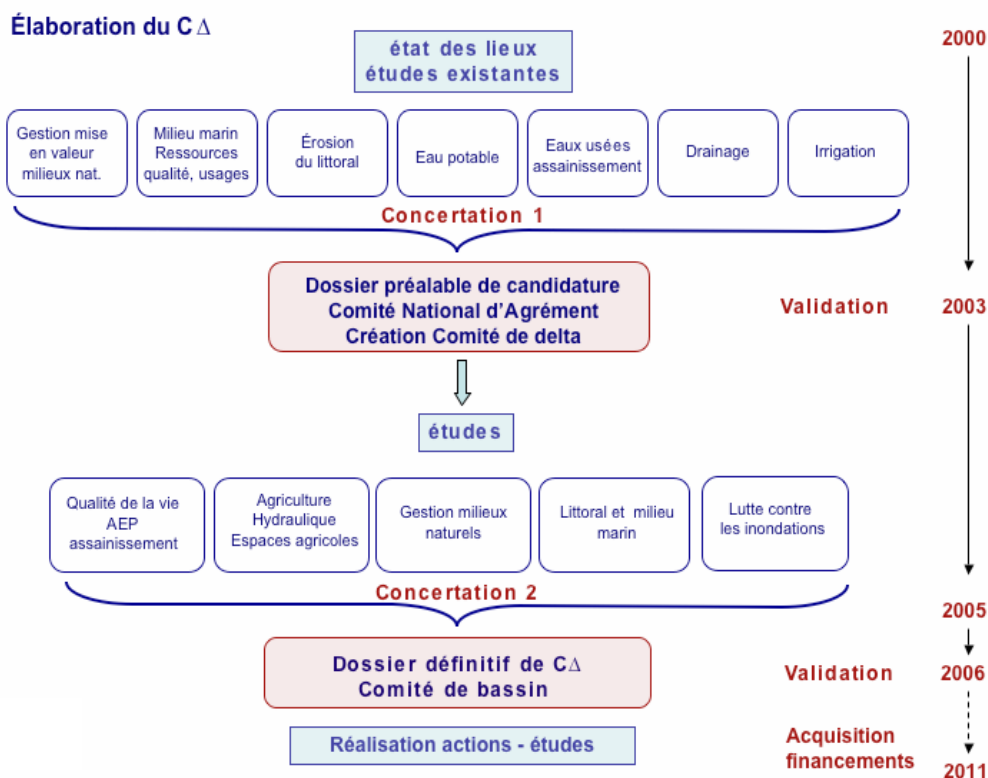 Élaboration du C Δ
état des lieux
études existantes
2000
Gestion mise
en valeur
milieux nat.
Milieu marin
Ressources
qualité, usages
Érosion
du littoral
Eau potable
Eaux usées
assainissement
Drainage
Irrigation
Concertation 1
Dossier préalable de candidature
Comité National d'Agrément
Création Comité de delta
Validation 2003
études
Qualité de la vie
AEP
assainissement
Agriculture
Hydraulique
Espaces agricoles
Gestion milieux
naturels
Littoral et milieu
marin
Lutte contre
les inondations
Concertation 2
2005
Dossier définitif de CΔ
Comité de bassin
Validation 2006
Réalisation actions - études
Acquisition
financements
2011